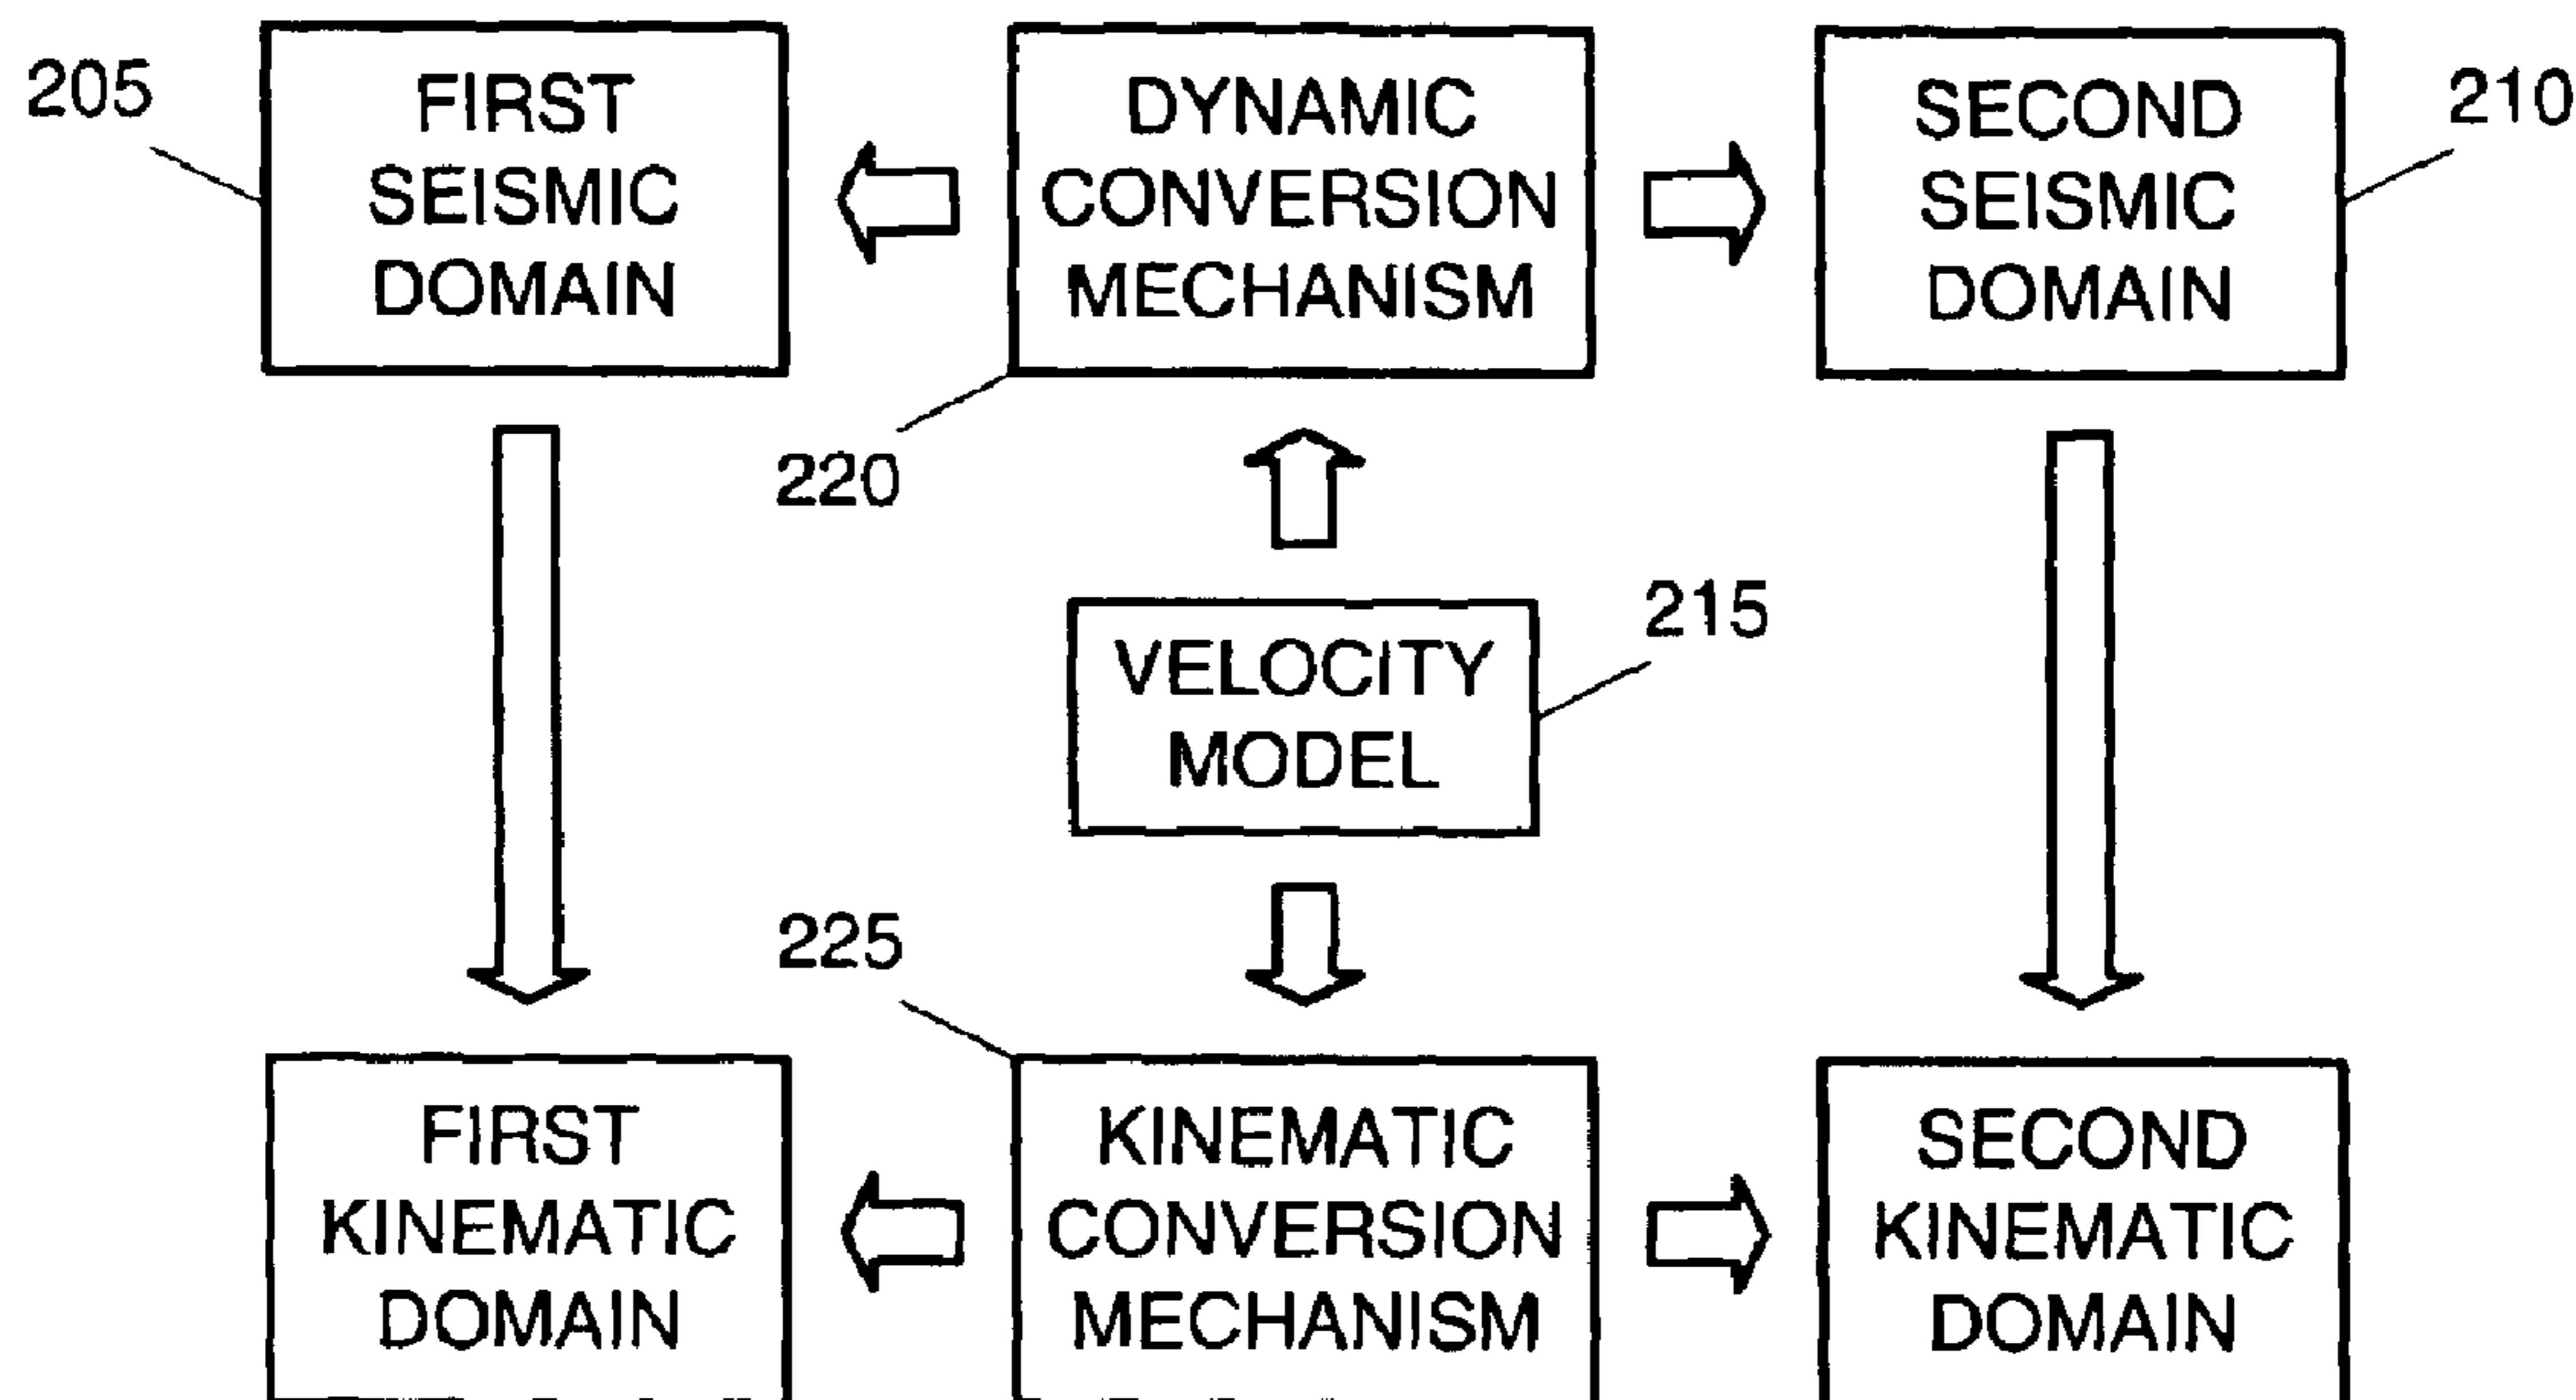 205
FIRST
SEISMIC
DOMAIN
DYNAMIC
CONVERSION
MECHANISM
SECOND
SEISMIC
DOMAIN
210
220
VELOCITY
MODEL
215
225
FIRST
KINEMATIC
DOMAIN
KINEMATIC
CONVERSION
MECHANISM
SECOND
KINEMATIC
DOMAIN